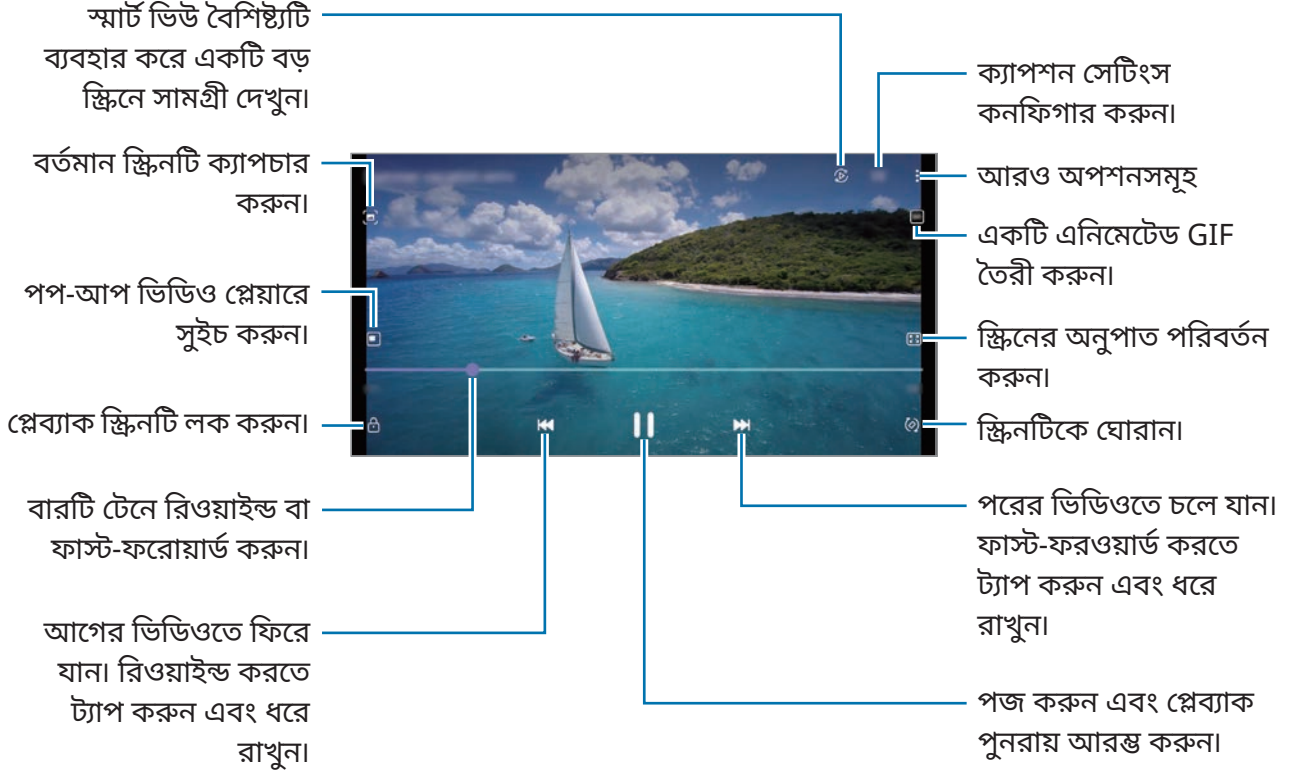 স্মার্ট ভিউ বৈশিষ্ট্যটি
ব্যবহার করে একটি বড়
স্ক্রিনে সামগ্রী দেখুন।
বর্তমান স্ক্রিনটি ক্যাপচার
করুন।
পপ-আপ ভিডিও প্লেয়ারে
সুইচ করুন।
প্লেব্যাক স্ক্রিনটি লক করুন।
বারটি টেনে রিওয়াইন্ড বা
ফাস্ট-ফরোয়ার্ড করুন।
আগের ভিডিওতে ফিরে
যান। রিওয়াইন্ড করতে
ট্যাপ করুন এবং ধরে
রাখুন।
ক্যাপশন সেটিংস
কনফিগার করুন।
আরও অপশনসমূহ
একটি এনিমেটেড GIF
তৈরী করুন।
স্ক্রিনের অনুপাত পরিবর্তন
করুন।
স্ক্রিনটিকে ঘোরান।
পরের ভিডিওতে চলে যান।
ফাস্ট-ফরওয়ার্ড করতে
ট্যাপ করুন এবং ধরে
রাখুন।
পজ করুন এবং প্লেব্যাক
পুনরায় আরম্ভ করুন।